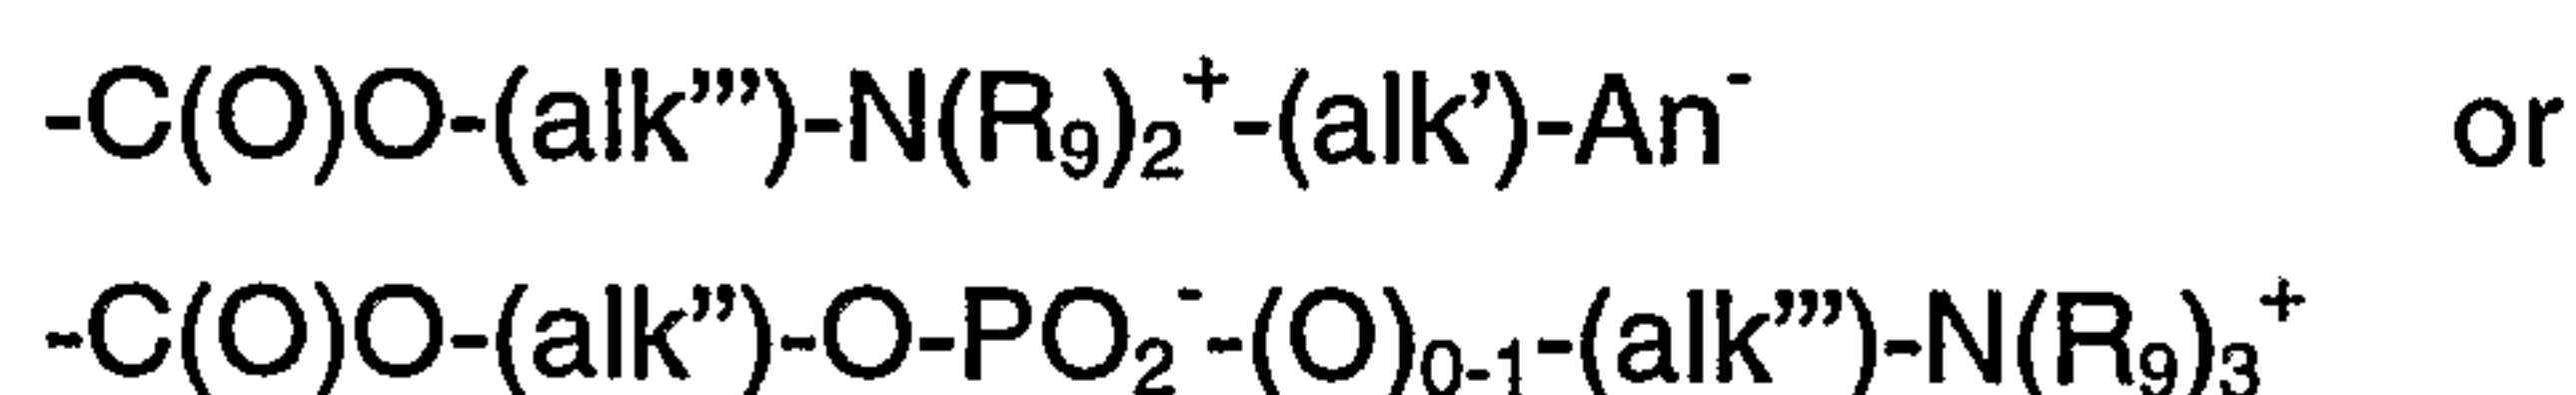 -C(O)O-(alk’’’)-N(R₉)₂⁺-(alk’)-An⁻ or
-C(O)O-(alk’’)-O-PO₂⁻-(O)₀₋₁-(alk’’’)-N(R₉)₃⁺